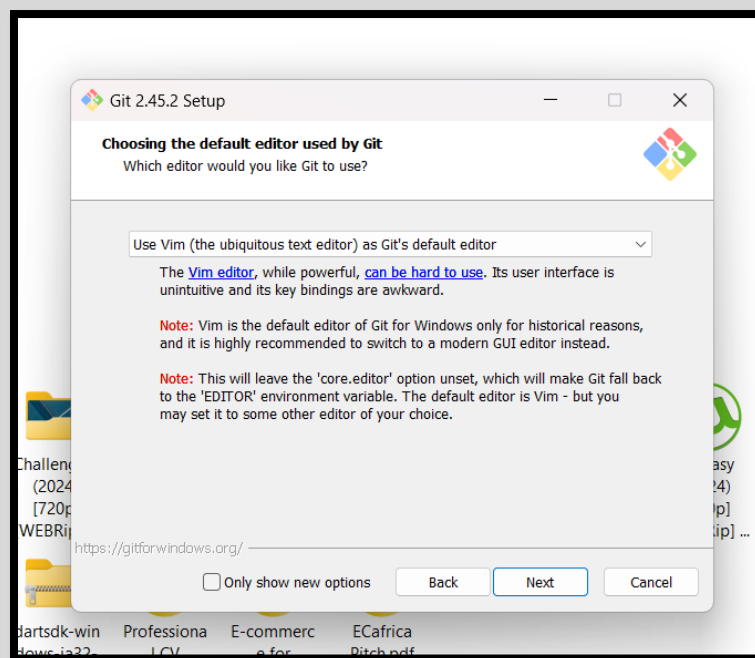 Git 2.45.2 Setup
Choosing the default editor used by Git
Which editor would you like Git to use?
Use Vim (the ubiquitous text editor) as Git's default editor
The Vim editor, while powerful, can be hard to use. Its user interface is
unintuitive and its key bindings are awkward.
Note: Vim is the default editor of Git for Windows only for historical reasons,
and it is highly recommended to switch to a modern GUI editor instead.
Note: This will leave the 'core.editor' option unset, which will make Git fall back
to the 'EDITOR' environment variable. The default editor is Vim - but you
may set it to some other editor of your choice.
Challeng
(2024
[720p
WEBRip
asy
24)
p]
ip] ...
https://gitforwindows.org/
Only show new options
Back
Next
Cancel
dartsdk-win
dows-ia32-
Professiona
l CV
E-commerc
e for
ECafrica
Pitch.pdf